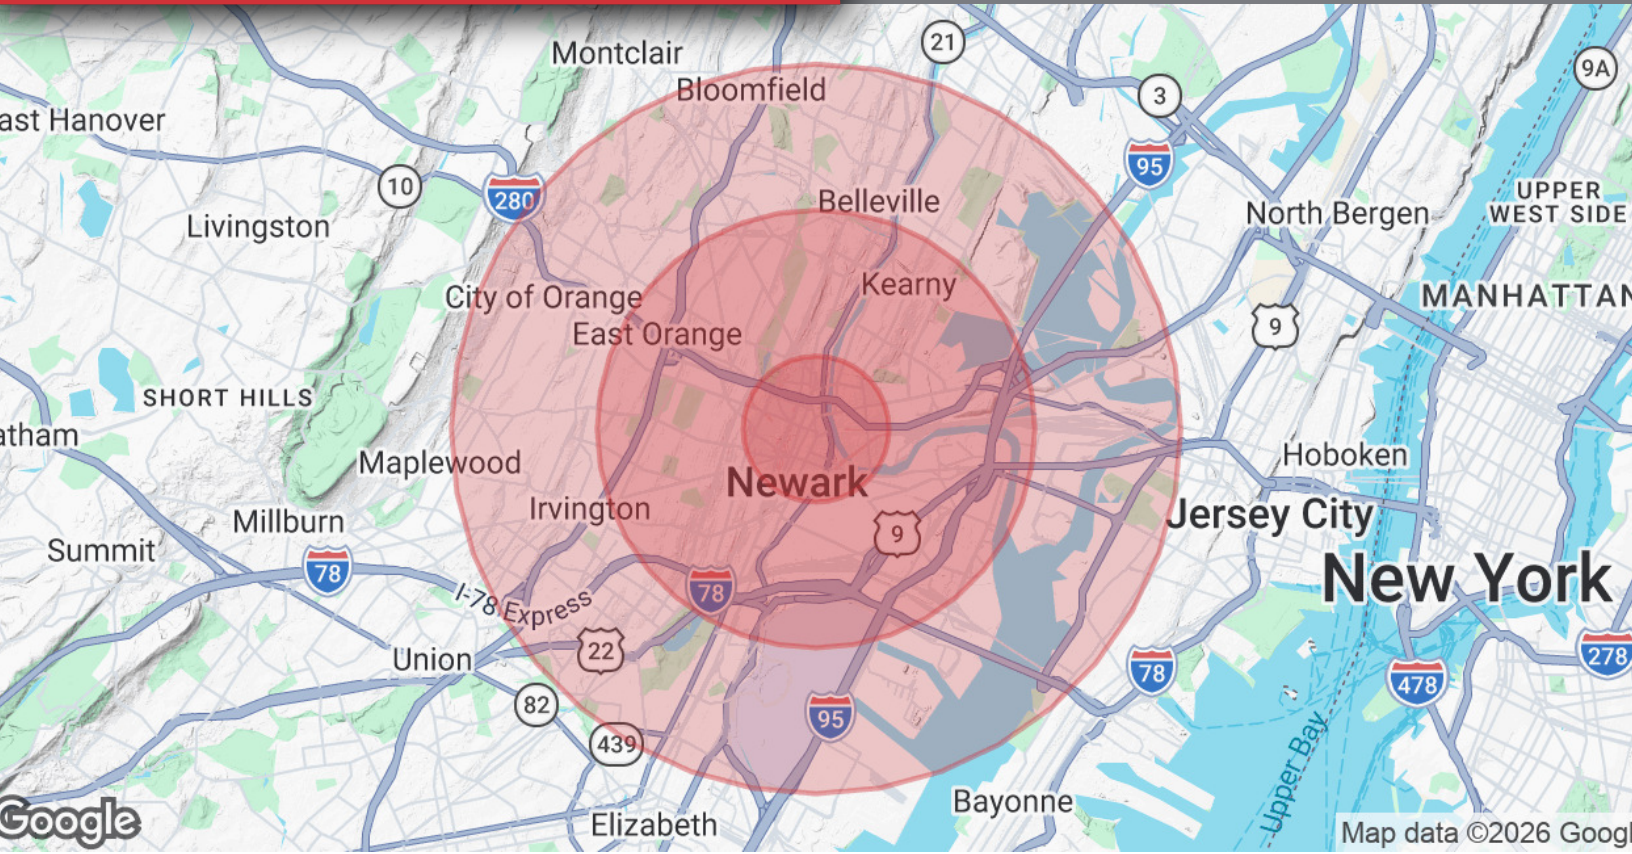 Montclair
21
9A
Bloomfield
3
ast Hanover
95
10
280
Belleville
UPPER
WEST SIDE
Livingston
North Bergen
Kearny
City of Orange
MANHATTAN
East Orange
9
SHORT HILLS
atham
Maplewood
Hoboken
Newark
Irvington
Jersey City
Millburn
9
Summit
78
New York
78
I-78 Express
22
Union
78
278
478
82
95
439
Upper Bay
Bayonne
Google
Elizabeth
Map data ©2026 Googl